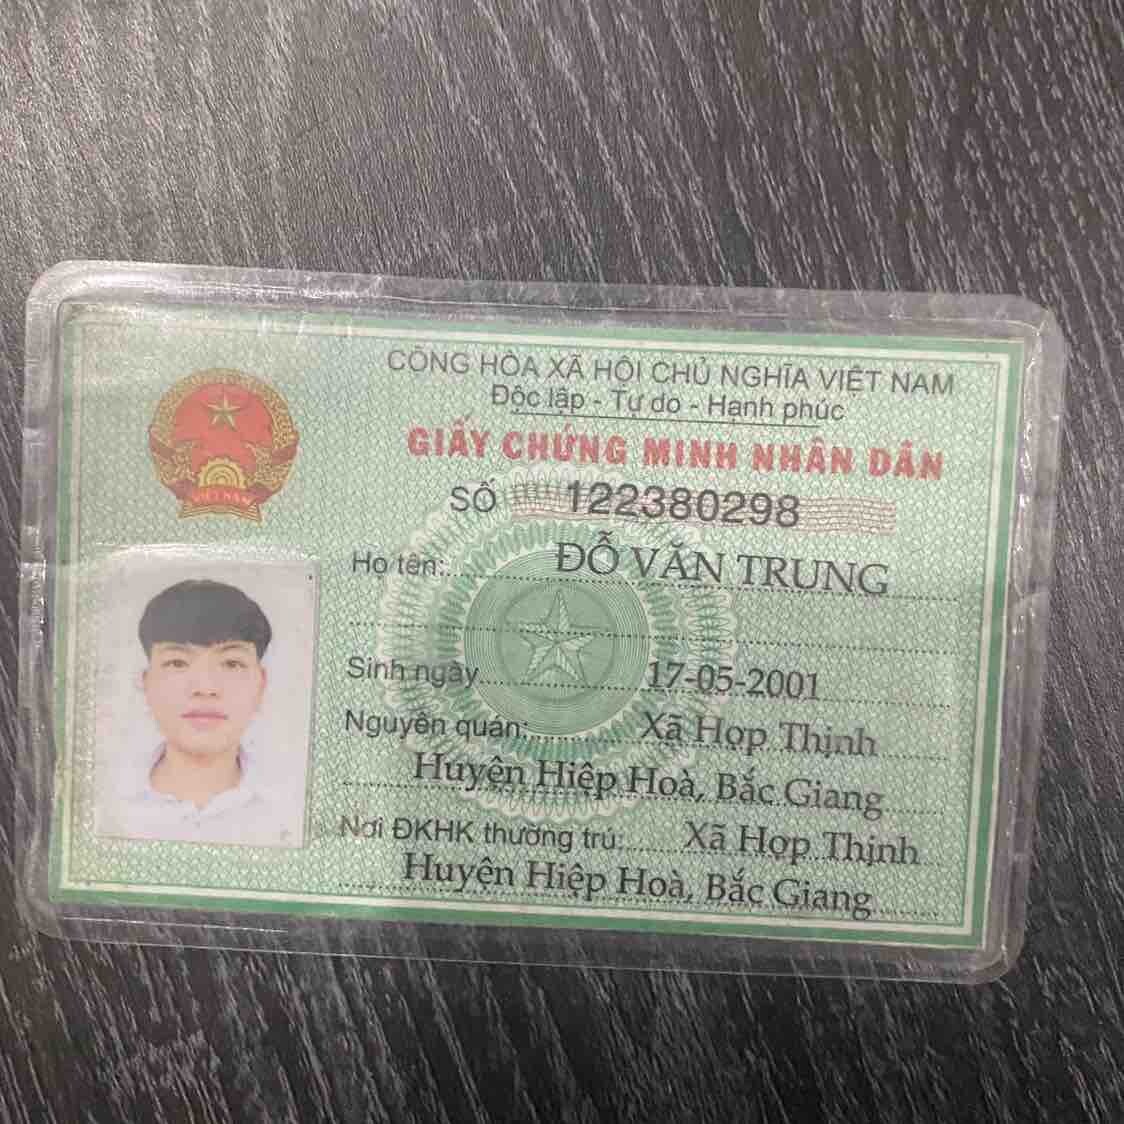 CỘNG HÒA XÃ HỘI CHỦ NGHĨA VIỆT NAM
Độc lập - Tự do - Hạnh phúc
GIẤY CHỨNG MINH NHÂN DÂN
SỐ 122380298
VIỆT NAM
Họ tên: ĐỖ VĂN TRUNG
Sinh ngày 17-05-2001
Nguyên quán: Xã Hợp Thịnh
Huyện Hiệp Hoà, Bắc Giang
Nơi ĐKHK thường trú: Xã Hợp Thịnh
Huyện Hiệp Hoà, Bắc Giang